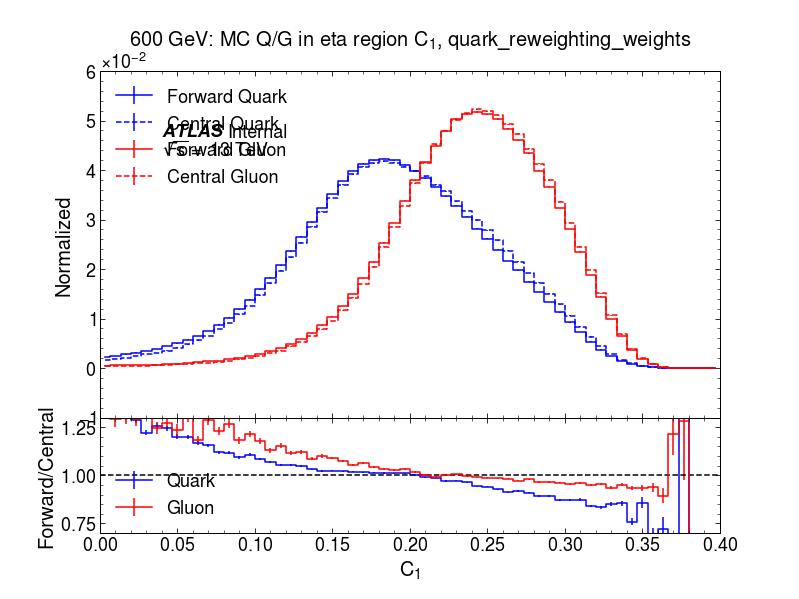 600 GeV: MC Q/G in eta region C1, quark_reweighting_weights
×10−2
6
5
4
3
2
1
0
1
Normalized
Forward Quark
Central Quark
ATLAS Internal
√s = 13 TeV
Forward Gluon
Central Gluon
1.25
1.00
0.75
Forward/Central
Quark
Gluon
0.00 0.05 0.10 0.15 0.20 0.25 0.30 0.35 0.40
C1